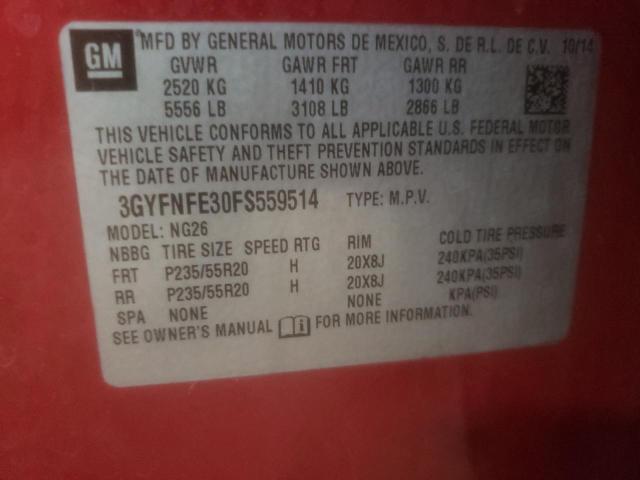 GM MFD BY GENERAL MOTORS DE MEXICO, S. DE R.L. DE C.V. 10/14
GVWR GAWR FRT GAWR RR
2520 KG 1410 KG 1300 KG
5556 LB 3108 LB 2866 LB
THIS VEHICLE CONFORMS TO ALL APPLICABLE U.S. FEDERAL MOTOR
VEHICLE SAFETY AND THEFT PREVENTION STANDARDS IN EFFECT ON
THE DATE OF MANUFACTURE SHOWN ABOVE.
3GYFNFE30FS559514 TYPE: M.P.V.
MODEL: NG26
NBBG TIRE SIZE SPEED RTG RIM COLD TIRE PRESSURE
FRT P235/55R20 H 20X8J 240KPA(35PSI)
RR P235/55R20 H 20X8J 240KPA(35PSI)
SPA NONE NONE KPA(PSI)
SEE OWNER'S MANUAL FOR MORE INFORMATION.